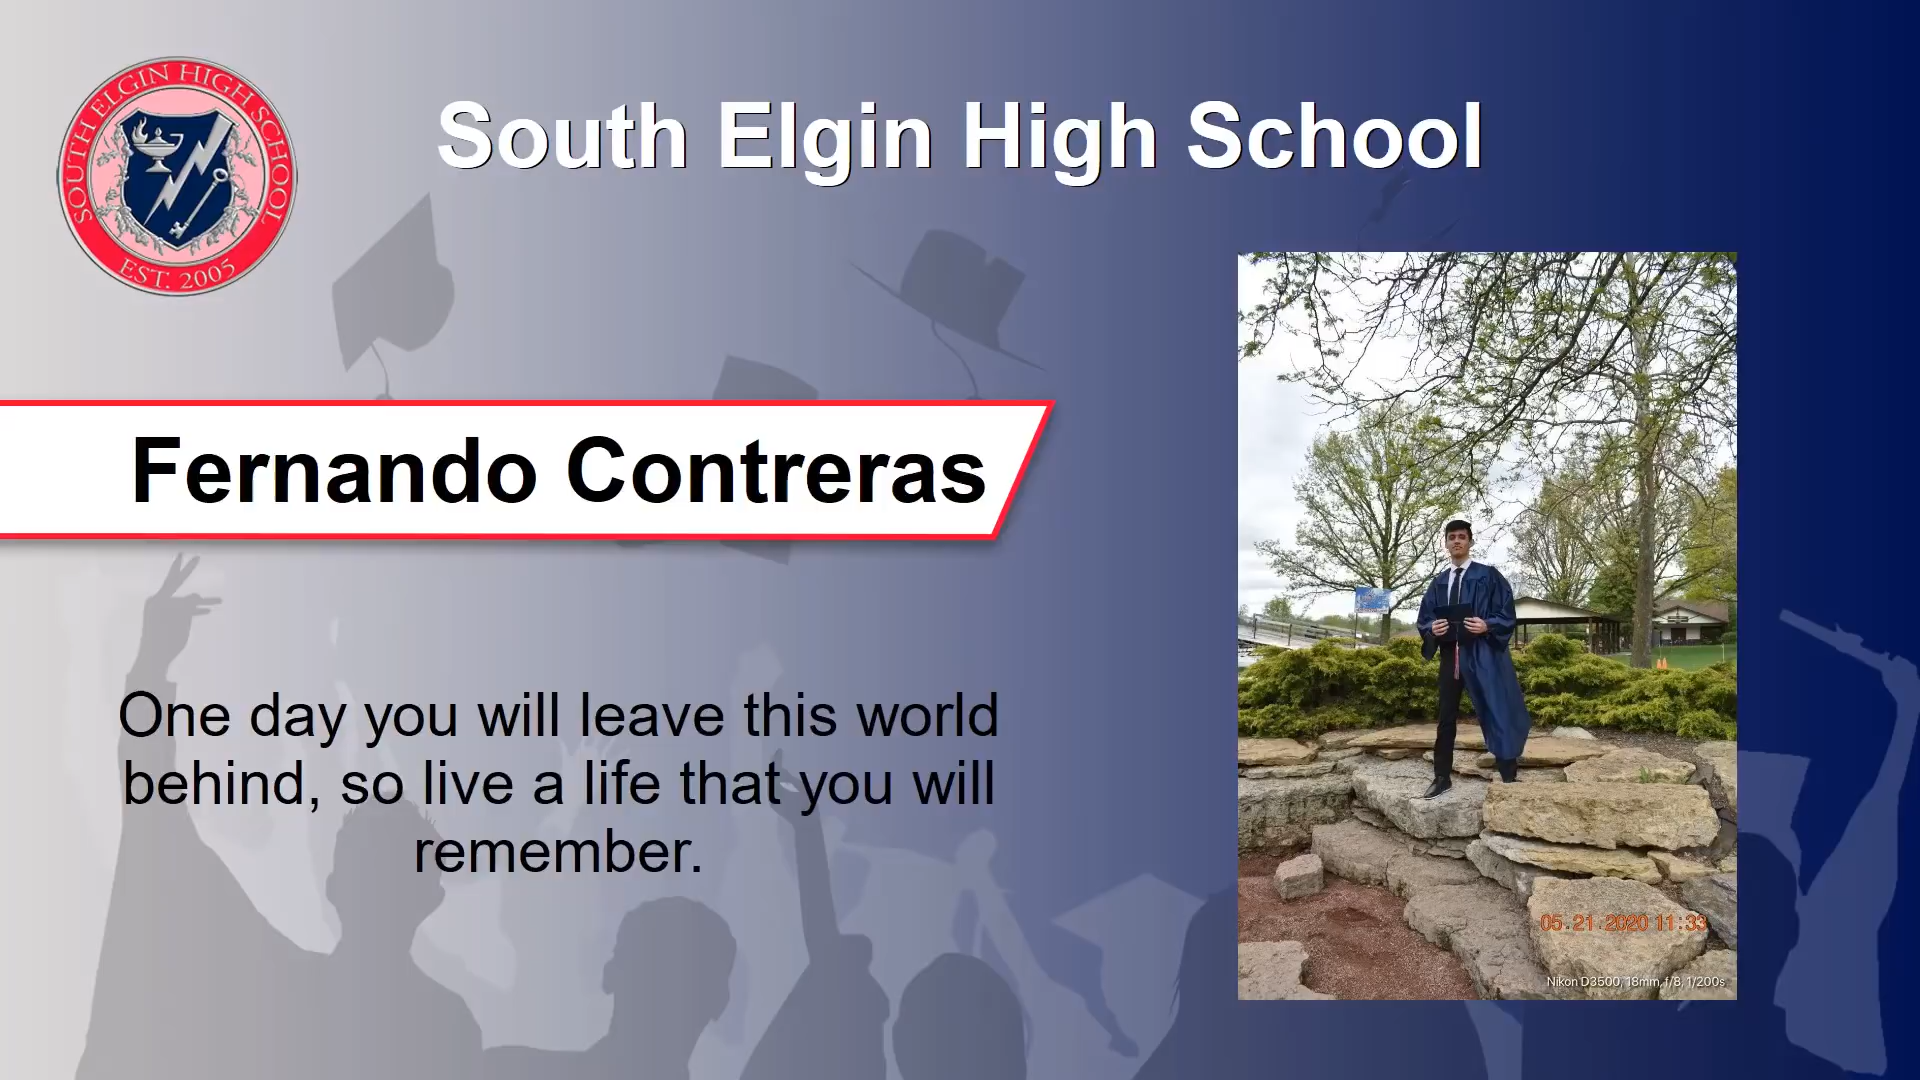 SOUTH ELGIN HIGH SCHOOL
EST. 2005
South Elgin High School
Fernando Contreras
One day you will leave this world
behind, so live a life that you will
remember.
05.21.2020 11:33
Nikon D3500, 18mm, f/8, 1/200s